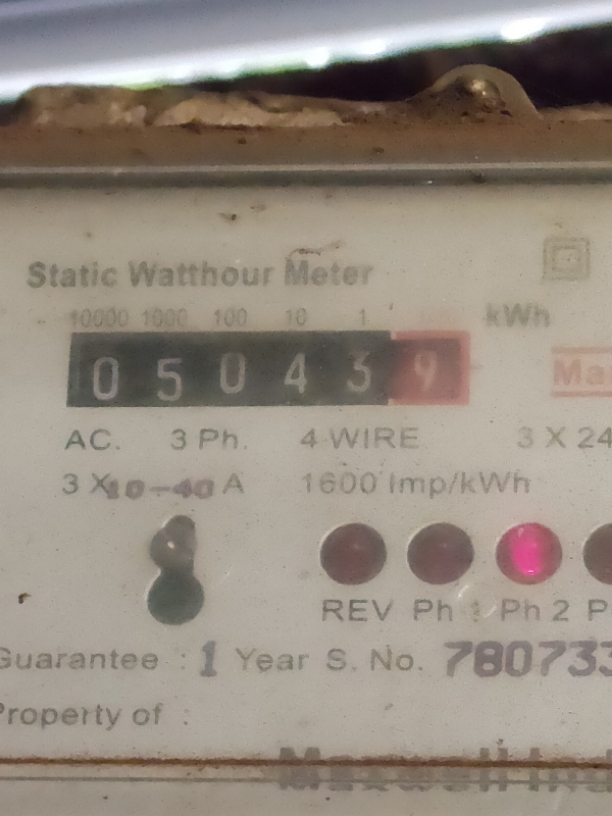 Static Watthour Meter
10000 1000 100 10 1 kWh
0 5 0 4 3 9
AC. 3 Ph. 4 WIRE 3 X 24
3 X 10-40 A 1600 Imp/kWh
REV Ph 1 Ph 2 P
Guarantee : 1 Year S. No. 780733
Property of :